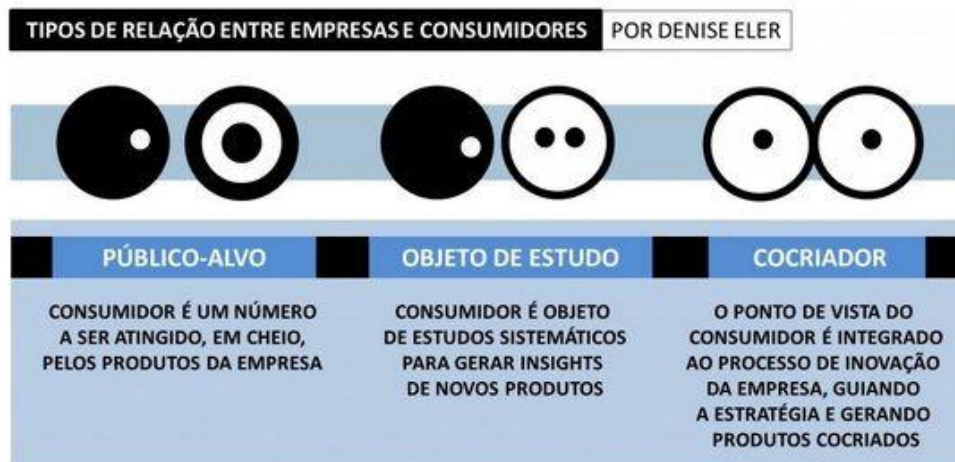 TIPOS DE RELAÇÃO ENTRE EMPRESAS E CONSUMIDORES POR DENISE ELER
PÚBLICO-ALVO
CONSUMIDOR É UM NÚMERO
A SER ATINGIDO, EM CHEIO,
PELOS PRODUTOS DA EMPRESA
OBJETO DE ESTUDO
CONSUMIDOR É OBJETO
DE ESTUDOS SISTEMÁTICOS
PARA GERAR INSIGHTS
DE NOVOS PRODUTOS
COCRIADOR
O PONTO DE VISTA DO
CONSUMIDOR É INTEGRADO
AO PROCESSO DE INOVAÇÃO
DA EMPRESA, GUIANDO
A ESTRATÉGIA E GERANDO
PRODUTOS COCRIADOS